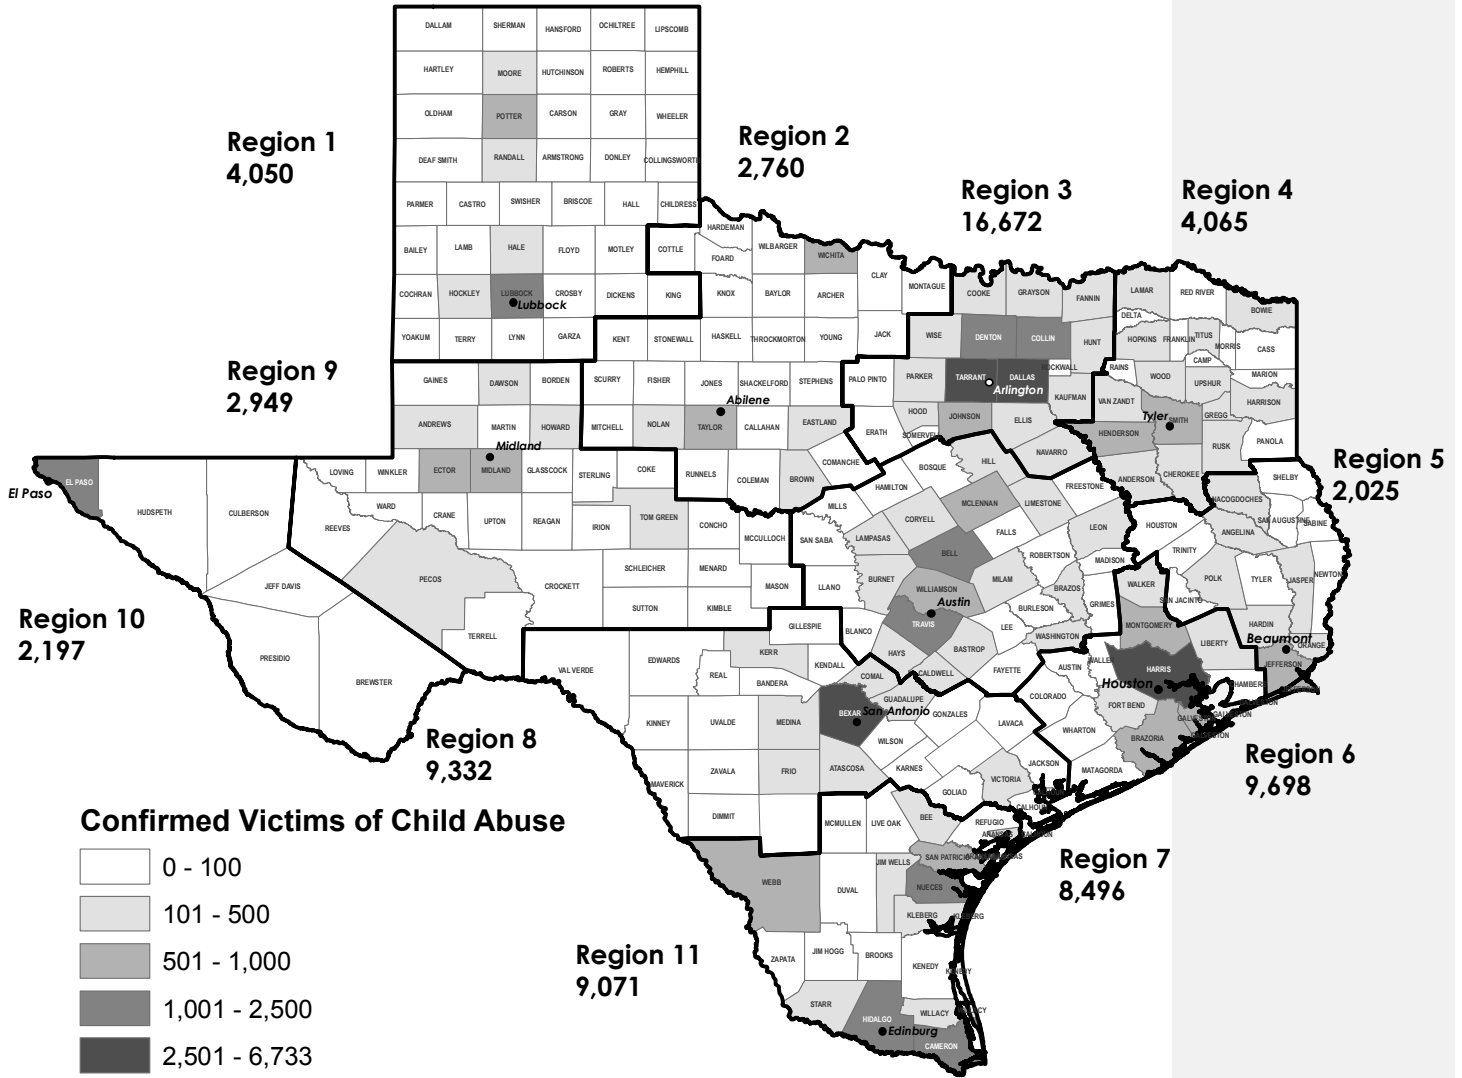 DALLAM SHERMAN HANSFORD OCHILTREE LIPSCOMB
HARTLEY MOORE HUTCHINSON ROBERTS HEMPHILL
OLDHAM POTTER CARSON GRAY WHEELER
Region 1
4,050
Region 2
2,760
DEAF SMITH RANDALL ARMSTRONG DONLEY COLLINGSWORTH
Region 3
16,672
Region 4
4,065
PARMER CASTRO SWISHER BRISCOE HALL CHILDRESS
HARDEMAN
BAILEY LAMB HALE FLOYD MOTLEY COTTLE FOARD WILBARGER WICHITA
CLAY MONTAGUE COOKE GRAYSON FANNIN LAMAR RED RIVER BOWIE
COCHRAN HOCKLEY LUBBOCK CROSBY DICKENS KING KNOX BAYLOR ARCHER
Lubbock
DELTA
YOAKUM TERRY LYNN GARZA KENT STONEWALL HASKELL THROCKMORTON YOUNG JACK WISE DENTON COLLIN HUNT HOPKINS FRANKLIN TITUS MORRIS CASS
CAMP
Region 9
2,949
GAINES DAWSON BORDEN SCURRY FISHER JONES SHACKELFORD STEPHENS PALO PINTO PARKER TARRANT DALLAS ROCKWALL RAINS WOOD UPSHUR MARION
Arlington
KAUFMAN VAN ZANDT HARRISON
Abilene
ANDREWS MARTIN HOWARD MITCHELL NOLAN TAYLOR CALLAHAN EASTLAND ERATH HOOD SOMERVELL JOHNSON ELLIS HENDERSON Tyler SMITH GREGG
RUSK PANOLA
Midland
Region 5
2,025
El Paso
EL PASO HUDSPETH CULBERSON LOVING WINKLER ECTOR MIDLAND GLASSCOCK STERLING COKE RUNNELS COLEMAN BROWN COMANCHE BOSQUE HILL NAVARRO ANDERSON CHEROKEE SHELBY
HAMILTON FREESTONE
REEVES WARD CRANE UPTON REAGAN IRION TOM GREEN CONCHO MILLS CORYELL MCLENNAN LIMESTONE NACOGDOCHES SAN AUGUSTINE SABINE
MCCULLOCH SAN SABA LAMPASAS FALLS LEON HOUSTON ANGELINA
BELL ROBERTSON MADISON TRINITY
JEFF DAVIS PECOS CROCKETT SCHLEICHER MENARD MASON LLANO BURNET WILLIAMSON MILAM BRAZOS WALKER POLK TYLER JASPER NEWTON
SUTTON KIMBLE Austin BURLESON GRIMES SAN JACINTO
Region 10
2,197
TERRELL GILLESPIE BLANCO TRAVIS LEE WASHINGTON MONTGOMERY LIBERTY HARDIN
Beaumont
ORANGE
PRESIDIO BREWSTER VAL VERDE EDWARDS REAL KERR KENDALL HAYS BASTROP FAYETTE AUSTIN WALLER HARRIS JEFFERSON
BANDERA COMAL CALDWELL Houston
KINNEY UVALDE MEDINA BEXAR San Antonio GUADALUPE GONZALES LAVACA COLORADO FORT BEND
WHARTON BRAZORIA
Region 8
9,332
WILSON
Region 6
9,698
MAVERICK ZAVALA FRIO ATASCOSA KARNES GOLIAD VICTORIA JACKSON MATAGORDA
DIMMIT MCMULLEN LIVE OAK BEE REFUGIO
Region 7
8,496
Confirmed Victims of Child Abuse
0 - 100
101 - 500
501 - 1,000
1,001 - 2,500
2,501 - 6,733
WEBB DUVAL JIM WELLS SAN PATRICIO NUECES
KLEBERG
Region 11
9,071
ZAPATA JIM HOGG BROOKS KENEDY
STARR HIDALGO WILLACY
Edinburg
CAMERON